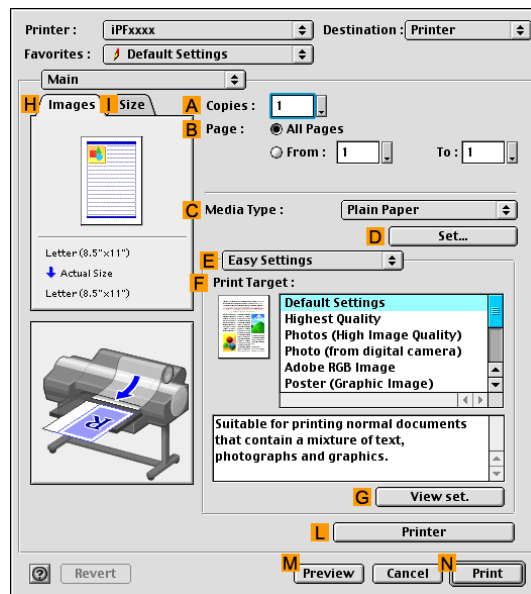 Printer : iPFxxxx Destination : Printer
Favorites : Default Settings
Main
H Images I Size
A Copies : 1
B Page : All Pages
From : 1 To : 1
C Media Type : Plain Paper
D Set...
Letter (8.5"x11")
Actual Size
Letter (8.5"x11")
E Easy Settings
F Print Target :
Default Settings
Highest Quality
Photos (High Image Quality)
Photo (from digital camera)
Adobe RGB Image
Poster (Graphic Image)
R
Suitable for printing normal documents
that contain a mixture of text,
photographs and graphics.
G View set.
L Printer
? Revert M Preview Cancel N Print